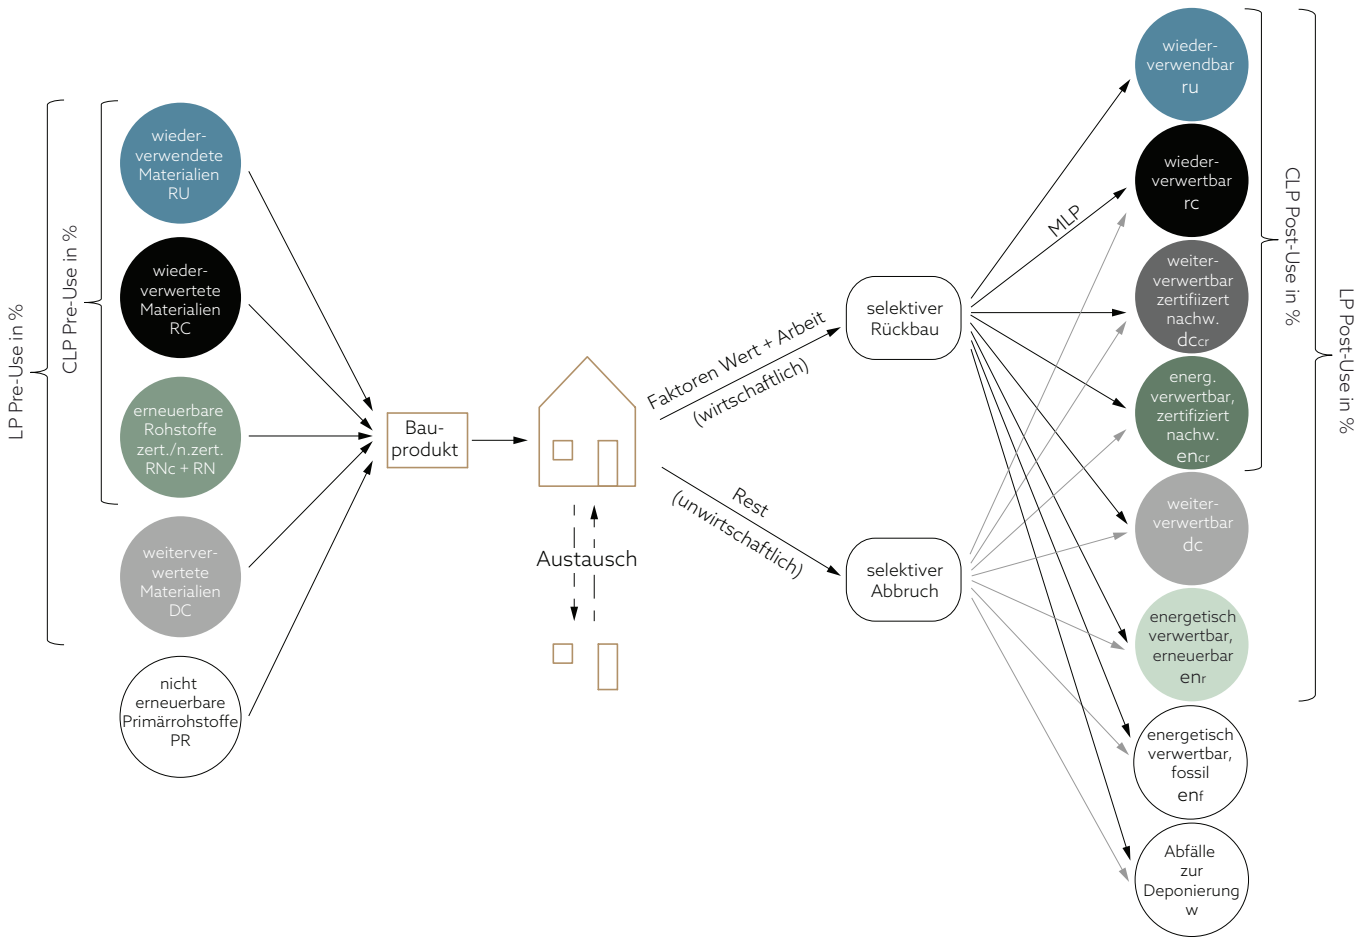 LP Pre-Use in %
CLP Pre-Use in %
wieder-
verwendete
Materialien
RU
wieder-
verwertete
Materialien
RC
erneuerbare
Rohstoffe
zert./n.zert.
RNc + RN
weiterver-
wertete
Materialien
DC
nicht
erneuerbare
Primärrohstoffe
PR
Bau-
produkt
Austausch
Faktoren Wert + Arbeit
(wirtschaftlich)
Rest
(unwirtschaftlich)
selektiver
Rückbau
selektiver
Abbruch
MLP
wieder-
verwendbar
ru
wieder-
verwertbar
rc
weiter-
verwertbar
zertifiizert
nachw.
dccr
energ.
verwertbar,
zertifiziert
nachw.
encr
weiter-
verwertbar
dc
energetisch
verwertbar,
erneuerbar
enr
energetisch
verwertbar,
fossil
enf
Abfälle
zur
Deponierung
w
CLP Post-Use in %
LP Post-Use in %